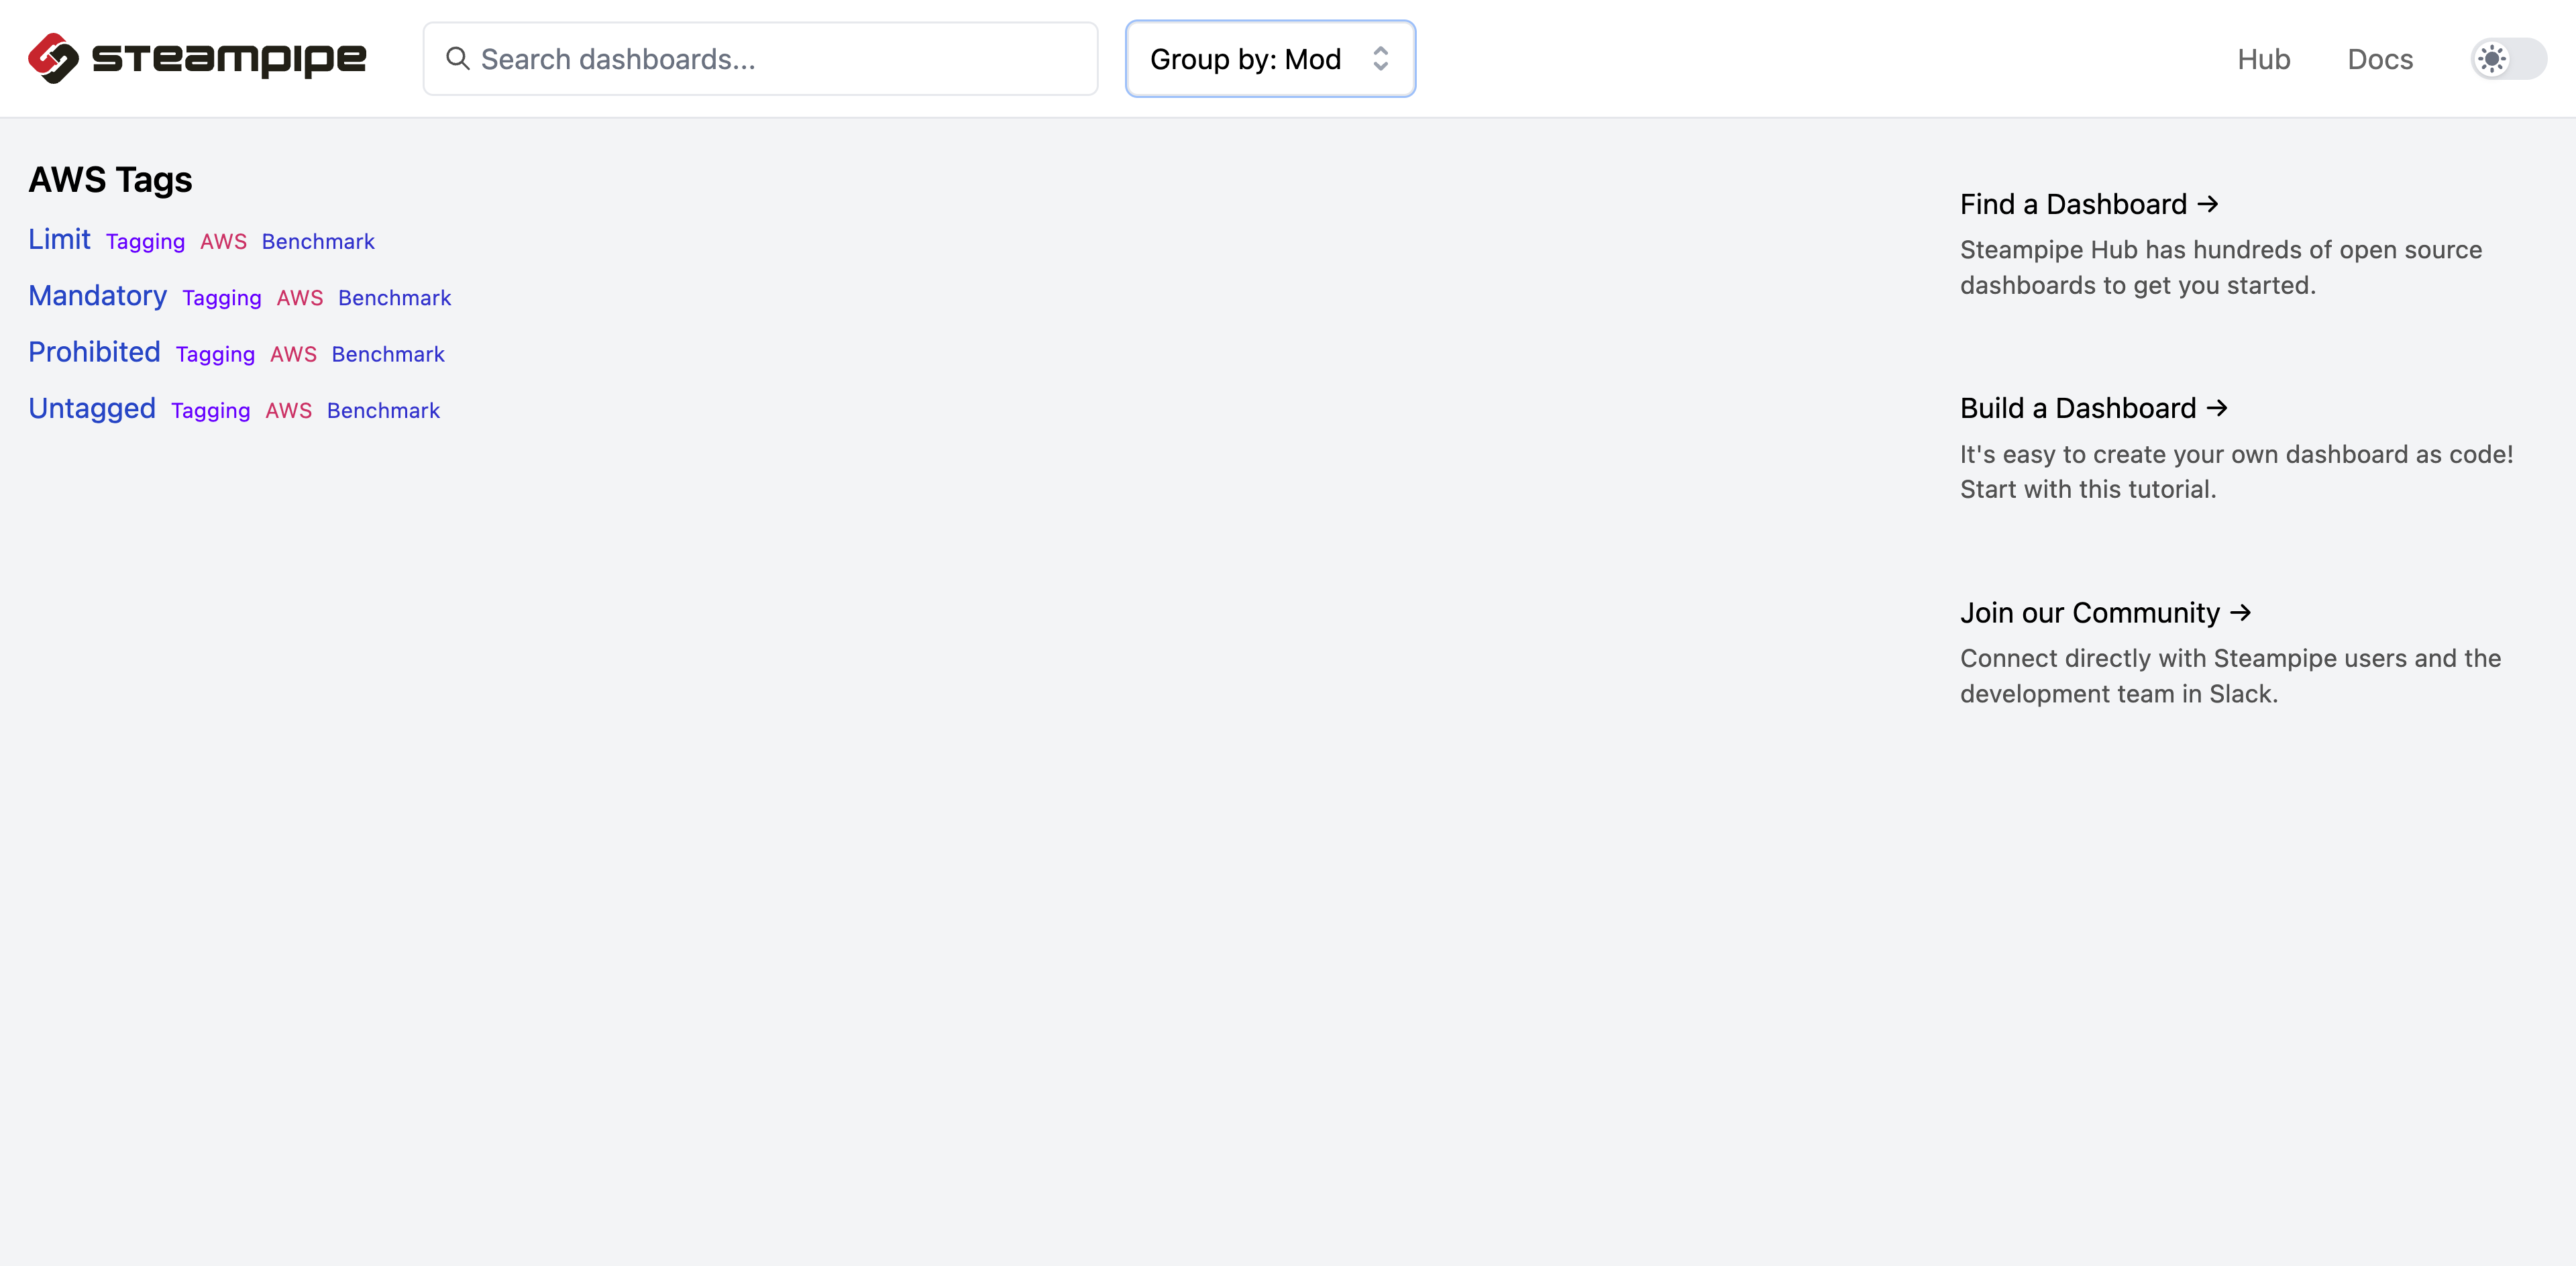 steampipe
Search dashboards...
Group by: Mod
Hub
Docs
AWS Tags
Limit Tagging AWS Benchmark
Mandatory Tagging AWS Benchmark
Prohibited Tagging AWS Benchmark
Untagged Tagging AWS Benchmark
Find a Dashboard →
Steampipe Hub has hundreds of open source
dashboards to get you started.
Build a Dashboard →
It's easy to create your own dashboard as code!
Start with this tutorial.
Join our Community →
Connect directly with Steampipe users and the
development team in Slack.